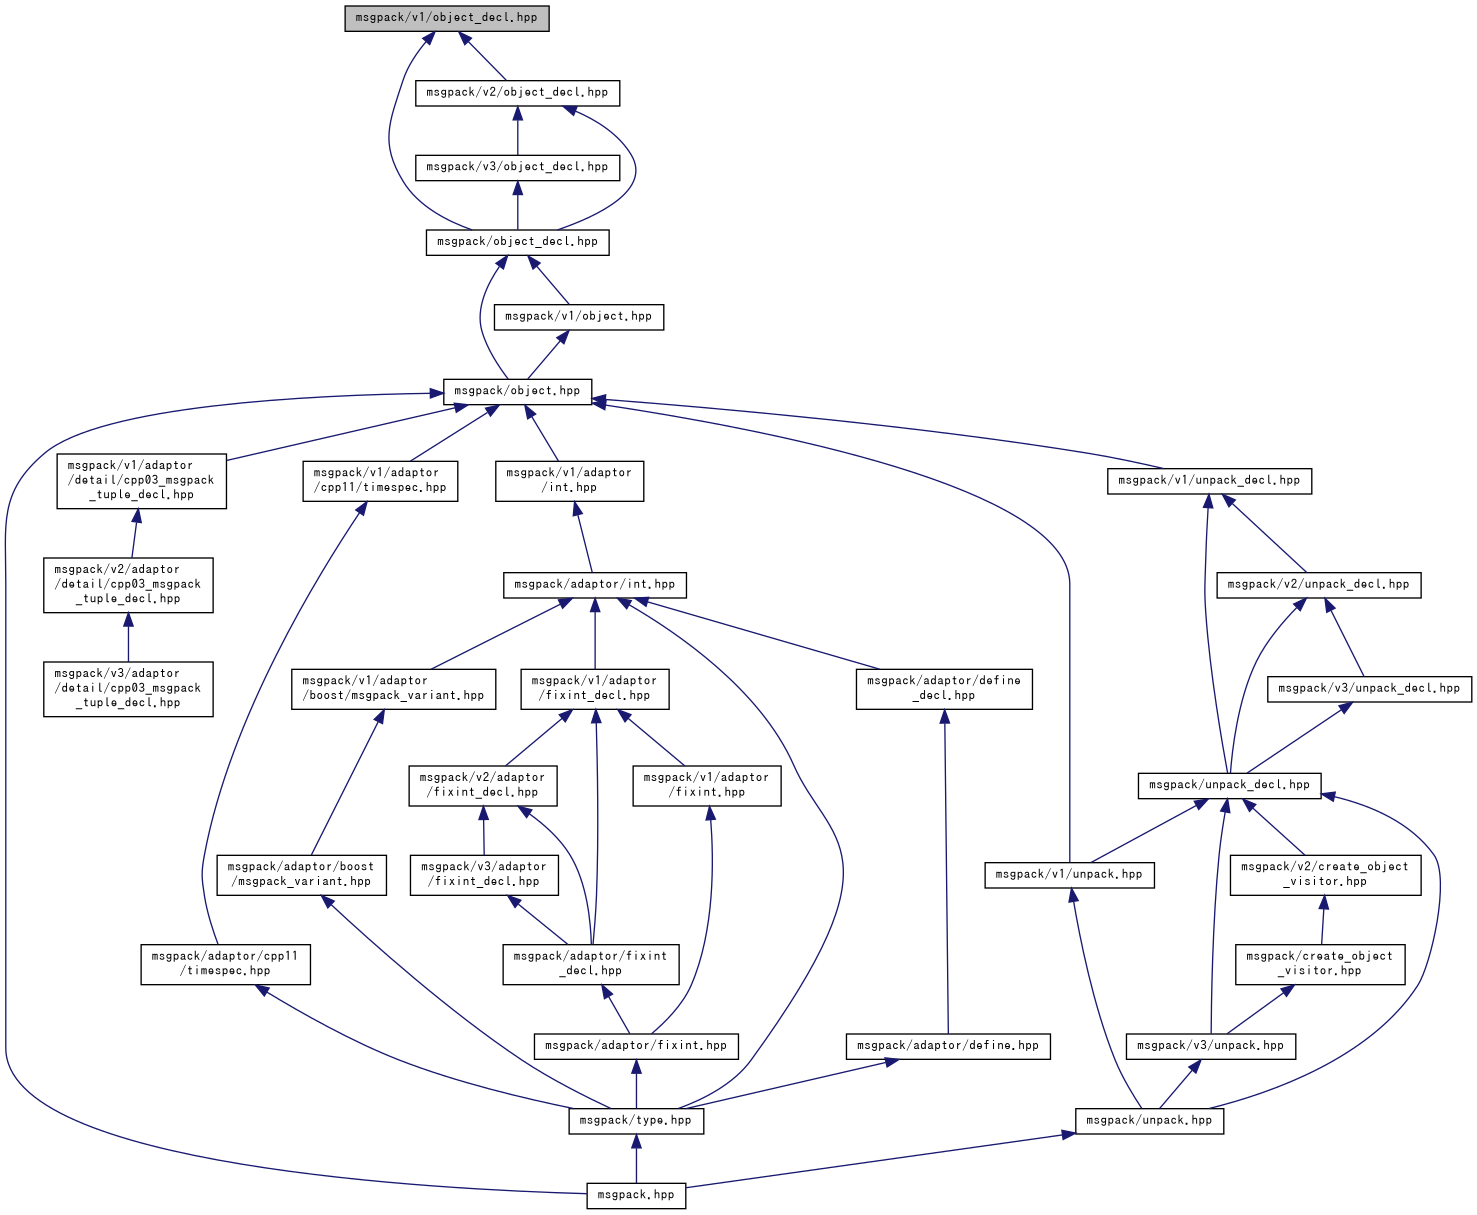 msgpack/v1/object_decl.hpp
msgpack/v2/object_decl.hpp
msgpack/v3/object_decl.hpp
msgpack/object_decl.hpp
msgpack/v1/object.hpp
msgpack/object.hpp
msgpack/v1/adaptor
/detail/cpp03_msgpack
_tuple_decl.hpp
msgpack/v1/adaptor
/cpp11/timespec.hpp
msgpack/v1/adaptor
/int.hpp
msgpack/v1/unpack_decl.hpp
msgpack/v2/adaptor
/detail/cpp03_msgpack
_tuple_decl.hpp
msgpack/adaptor/int.hpp
msgpack/v2/unpack_decl.hpp
msgpack/v3/adaptor
/detail/cpp03_msgpack
_tuple_decl.hpp
msgpack/v1/adaptor
/boost/msgpack_variant.hpp
msgpack/v1/adaptor
/fixint_decl.hpp
msgpack/adaptor/define
_decl.hpp
msgpack/v3/unpack_decl.hpp
msgpack/v2/adaptor
/fixint_decl.hpp
msgpack/v1/adaptor
/fixint.hpp
msgpack/unpack_decl.hpp
msgpack/adaptor/boost
/msgpack_variant.hpp
msgpack/v3/adaptor
/fixint_decl.hpp
msgpack/v1/unpack.hpp
msgpack/v2/create_object
_visitor.hpp
msgpack/adaptor/cpp11
/timespec.hpp
msgpack/adaptor/fixint
_decl.hpp
msgpack/create_object
_visitor.hpp
msgpack/adaptor/fixint.hpp
msgpack/adaptor/define.hpp
msgpack/v3/unpack.hpp
msgpack/type.hpp
msgpack/unpack.hpp
msgpack.hpp